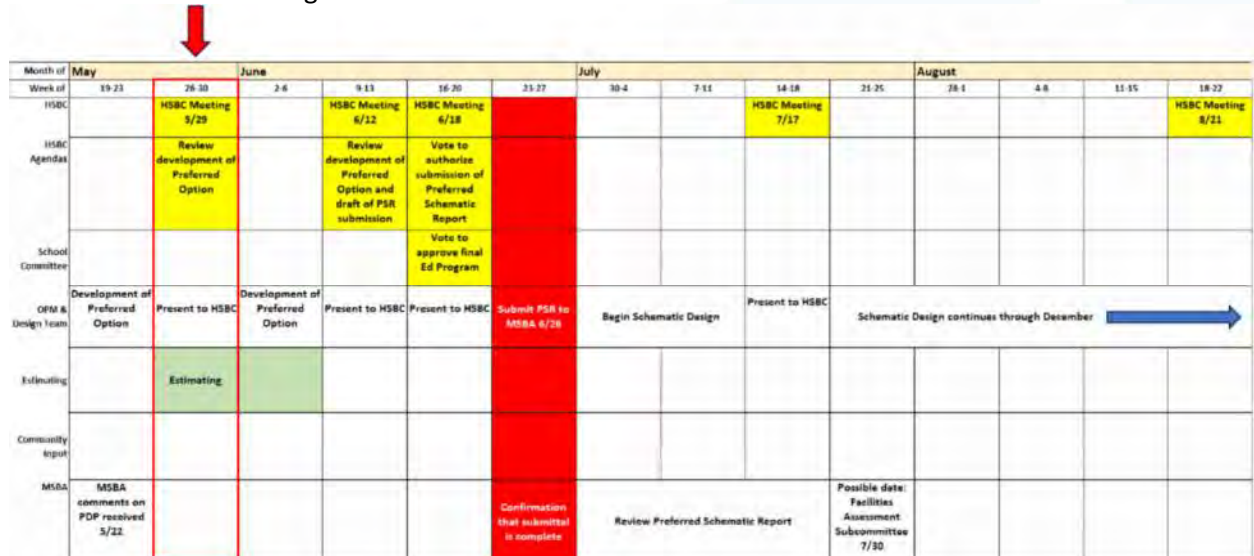 Month of May June July August
Week of 19-23 26-30 2-6 9-13 16-20 23-27 30-4 7-11 14-18 21-25 28-1 4-8 11-15 18-22
HSBC HSBC Meeting HSBC Meeting HSBC Meeting HSBC Meeting HSBC Meeting
5/29 6/12 6/18 7/17 8/21
HSBC
Agendas
Review
development of
Preferred
Option
Review
development of
Preferred
Option and
draft of PSR
submission
Vote to
authorize
submission of
Preferred
Schematic
Report
School
Committee
Vote to
approve final
Ed Program
OPM &
Design Team
Development of
Preferred
Option
Present to HSBC
Development of
Preferred
Option
Present to HSBC
Present to HSBC
Submit PSR to
MSBA 6/26
Begin Schematic Design
Present to HSBC
Schematic Design continues through December
Estimating
Estimating
Community
Input
MSBA
MSBA
comments on
PDP received
5/22
Confirmation
that submittal
is complete
Review Preferred Schematic Report
Possible date:
Facilities
Assessment
Subcommittee
7/30